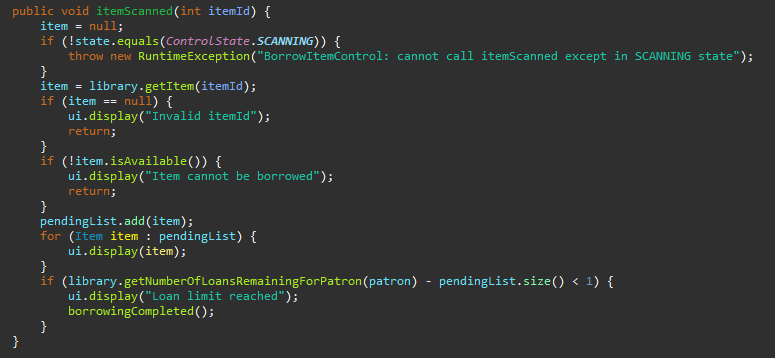 public void itemScanned(int itemId) {
    item = null;
    if (!state.equals(ControlState.SCANNING)) {
        throw new RuntimeException("BorrowItemControl: cannot call itemScanned except in SCANNING state");
    }
    item = library.getItem(itemId);
    if (item == null) {
        ui.display("Invalid itemId");
        return;
    }
    if (!item.isAvailable()) {
        ui.display("Item cannot be borrowed");
        return;
    }
    pendingList.add(item);
    for (Item item : pendingList) {
        ui.display(item);
    }
    if (library.getNumberOfLoansRemainingForPatron(patron) - pendingList.size() < 1) {
        ui.display("Loan limit reached");
        borrowingCompleted();
    }
}